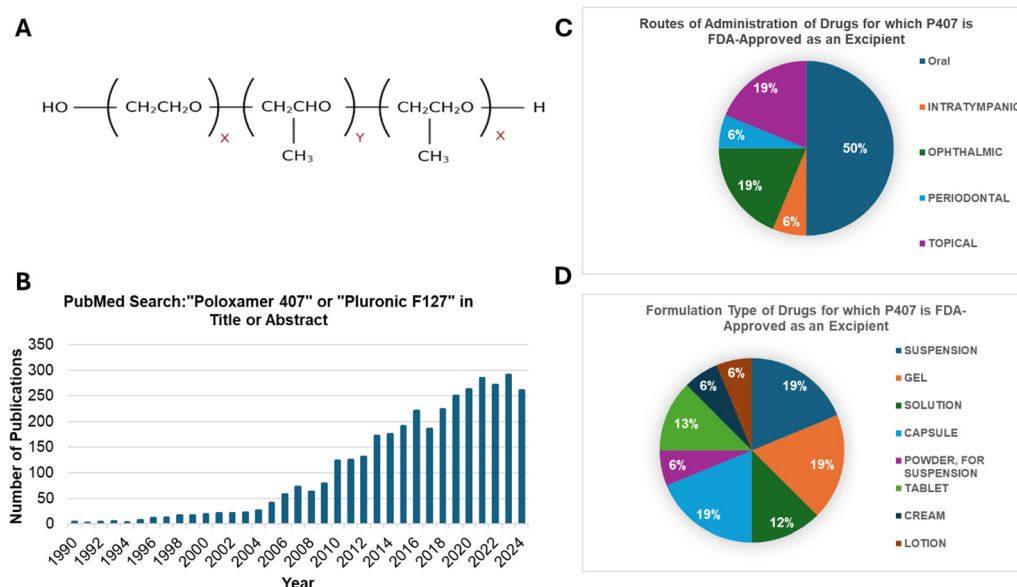 A
HO
CH₂CH₂O
X
CH₂CHO
CH₃
Y
CH₂CH₂O
CH₃
X
H
B
PubMed Search:"Poloxamer 407" or "Pluronic F127" in
Title or Abstract
Number of Publications
350
300
250
200
150
100
50
0
1990
1992
1994
1996
1998
2000
2002
2004
2006
2008
2010
2012
2014
2016
2018
2020
2022
2024
Year
C
Routes of Administration of Drugs for which P407 is
FDA-Approved as an Excipient
19%
6%
50%
19%
6%
Oral
INTRATYMPANIC
OPHTHALMIC
PERIODONTAL
TOPICAL
D
Formulation Type of Drugs for which P407 is FDA-
Approved as an Excipient
6%
6%
19%
13%
6%
19%
19%
12%
SUSPENSION
GEL
SOLUTION
CAPSULE
POWDER, FOR
SUSPENSION
TABLET
CREAM
LOTION